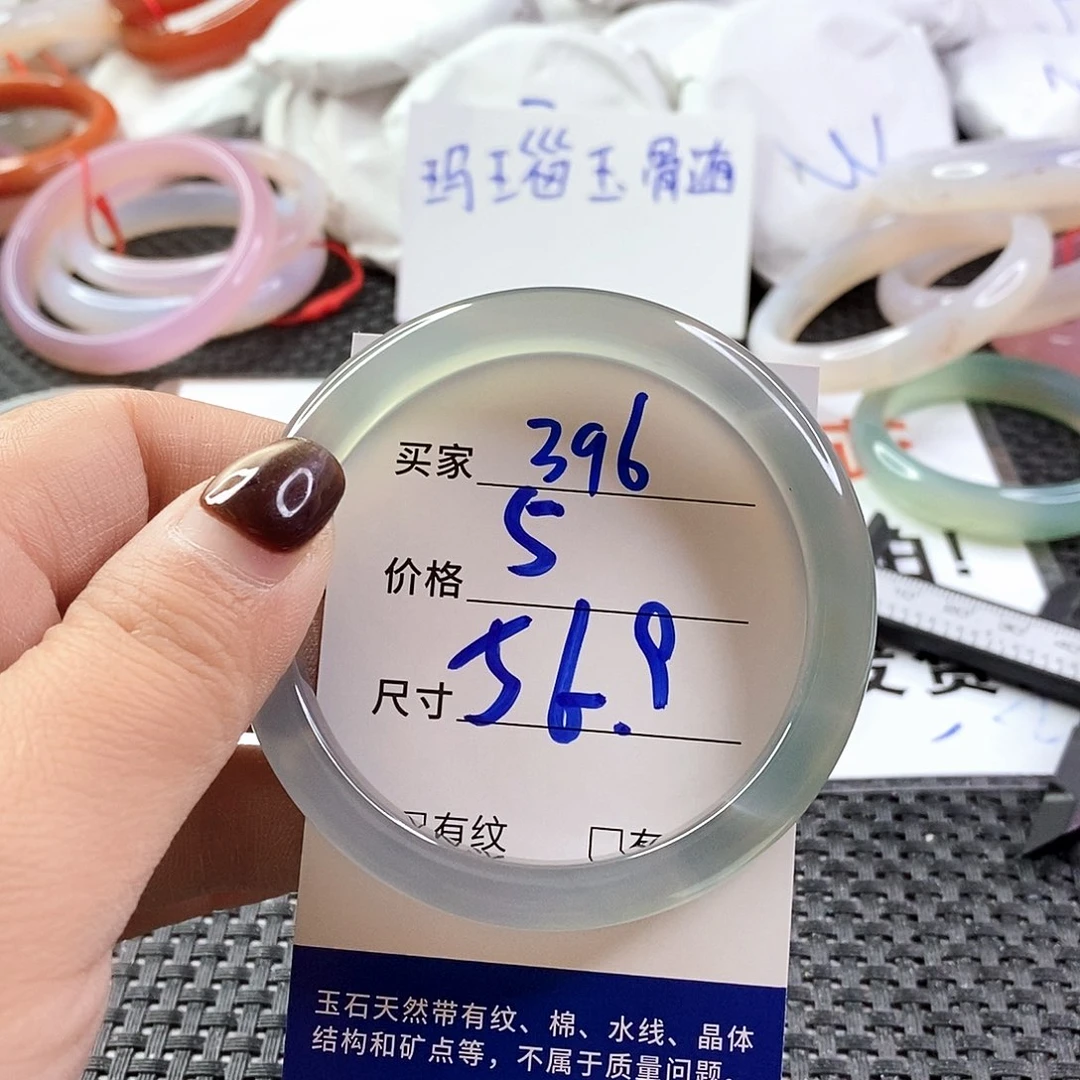 玛瑙玉骨髓
买家 396
价格 5
尺寸 56.9
有纹
玉石天然带有纹、棉、水线、晶体
结构和矿点等，不属于质量问题。